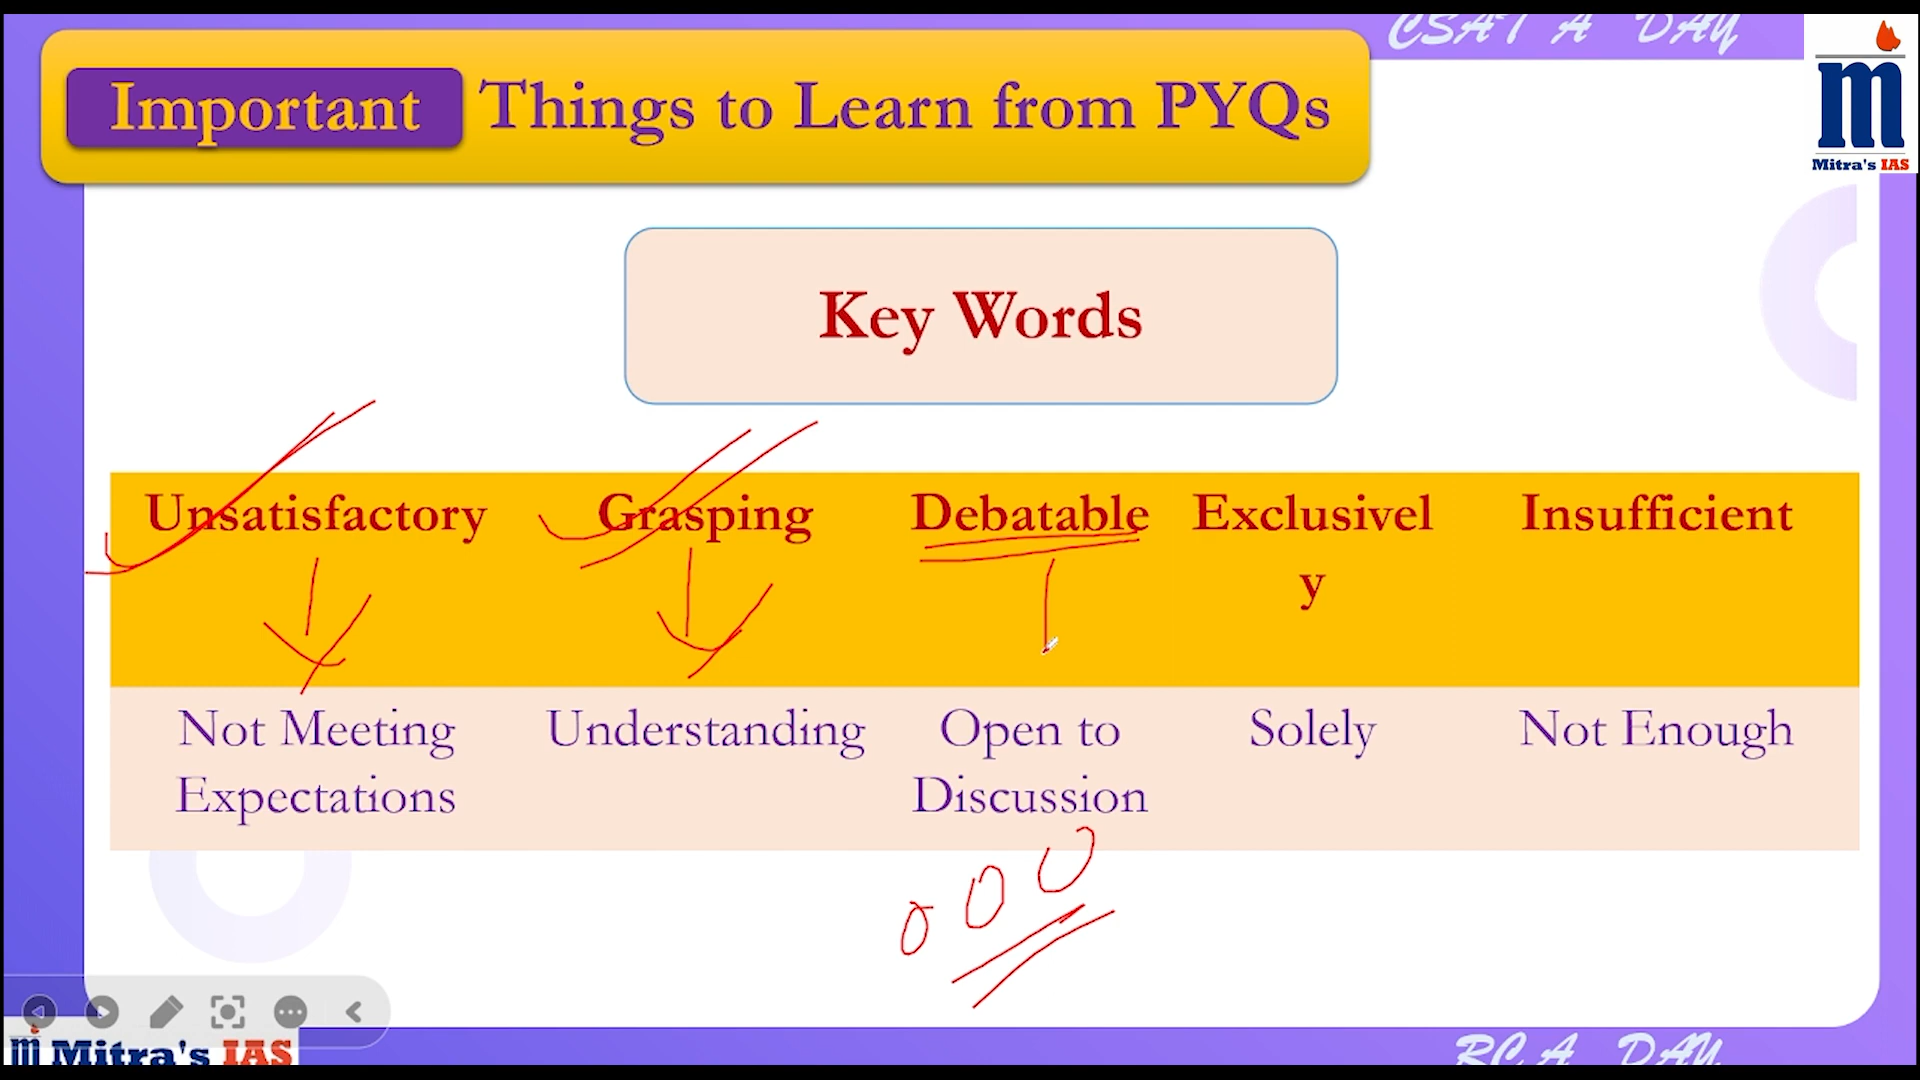 CSAT A DAY
Important Things to Learn from PYQs
m
Mitra's IAS
Key Words
Unsatisfactory Grasping Debatable Exclusivel Insufficient
y
Not Meeting Understanding Open to Solely Not Enough
Expectations Discussion
m Mitra's IAS
RC A DAY